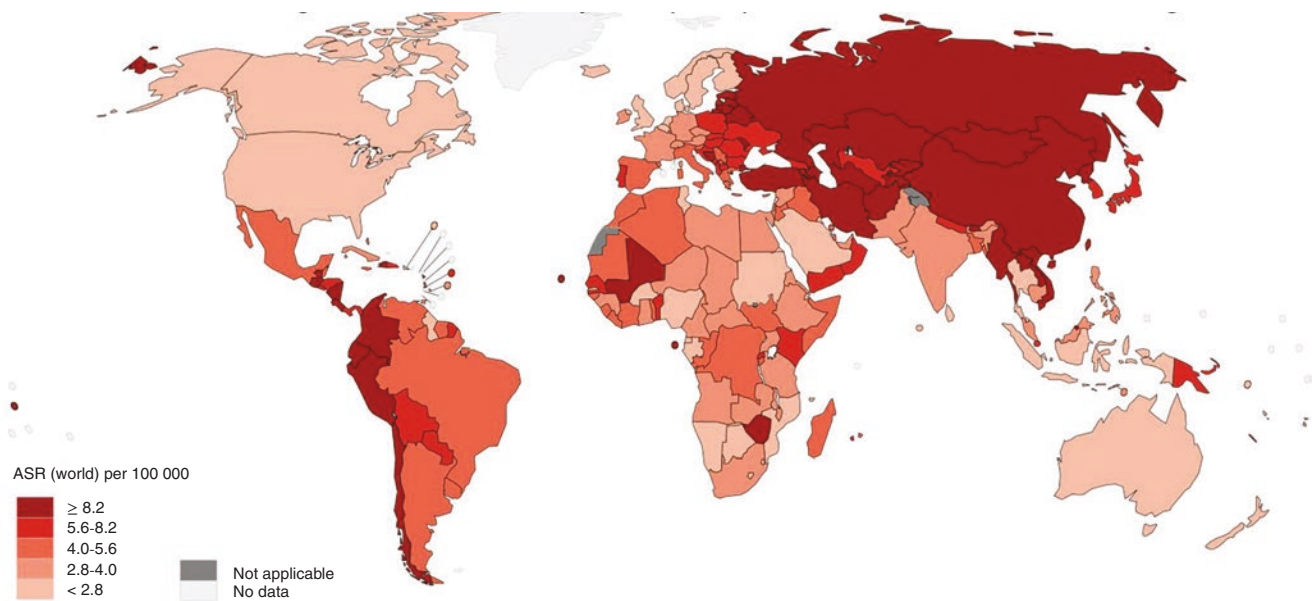 ASR (world) per 100 000
≥ 8.2
5.6-8.2
4.0-5.6
2.8-4.0
< 2.8
Not applicable
No data